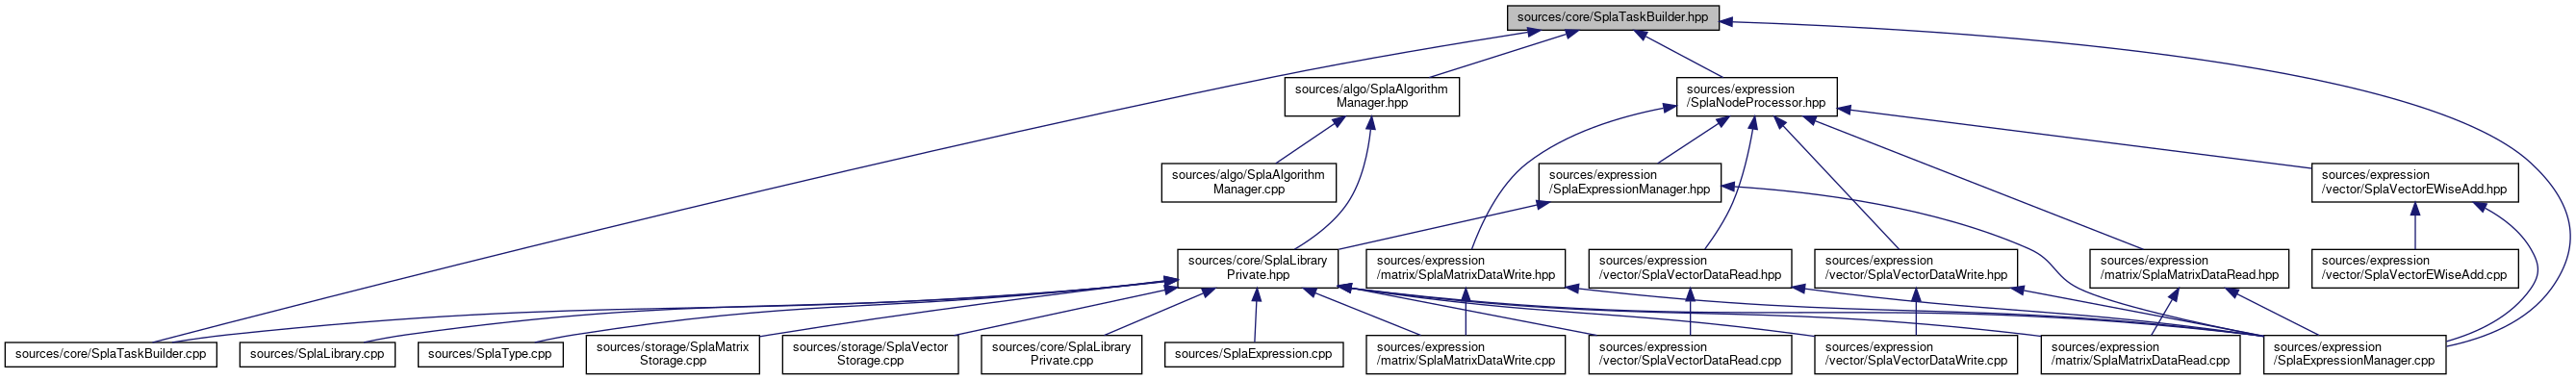 sources/core/SplaTaskBuilder.hpp
sources/algo/SplaAlgorithm
Manager.hpp
sources/expression
/SplaNodeProcessor.hpp
sources/algo/SplaAlgorithm
Manager.cpp
sources/expression
/SplaExpressionManager.hpp
sources/expression
/vector/SplaVectorEWiseAdd.hpp
sources/core/SplaLibrary
Private.hpp
sources/expression
/matrix/SplaMatrixDataWrite.hpp
sources/expression
/vector/SplaVectorDataRead.hpp
sources/expression
/vector/SplaVectorDataWrite.hpp
sources/expression
/matrix/SplaMatrixDataRead.hpp
sources/expression
/vector/SplaVectorEWiseAdd.cpp
sources/core/SplaTaskBuilder.cpp
sources/SplaLibrary.cpp
sources/SplaType.cpp
sources/storage/SplaMatrix
Storage.cpp
sources/storage/SplaVector
Storage.cpp
sources/core/SplaLibrary
Private.cpp
sources/SplaExpression.cpp
sources/expression
/matrix/SplaMatrixDataWrite.cpp
sources/expression
/vector/SplaVectorDataRead.cpp
sources/expression
/vector/SplaVectorDataWrite.cpp
sources/expression
/matrix/SplaMatrixDataRead.cpp
sources/expression
/SplaExpressionManager.cpp